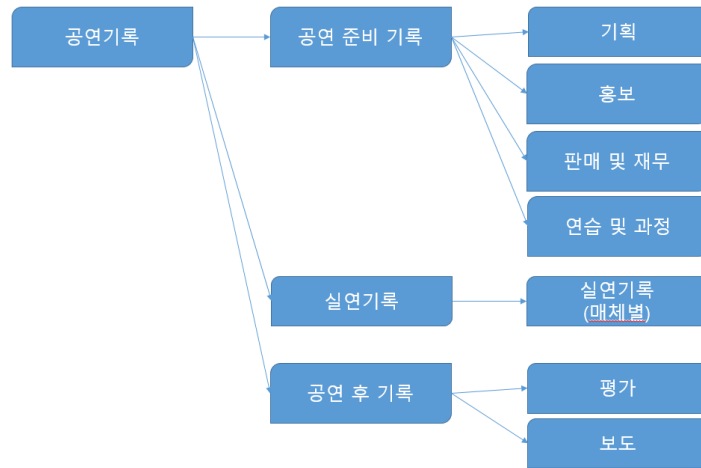 공연기록
공연 준비 기록
기획
홍보
판매 및 재무
연습 및 과정
실연기록
실연기록
(매체별)
공연 후 기록
평가
보도